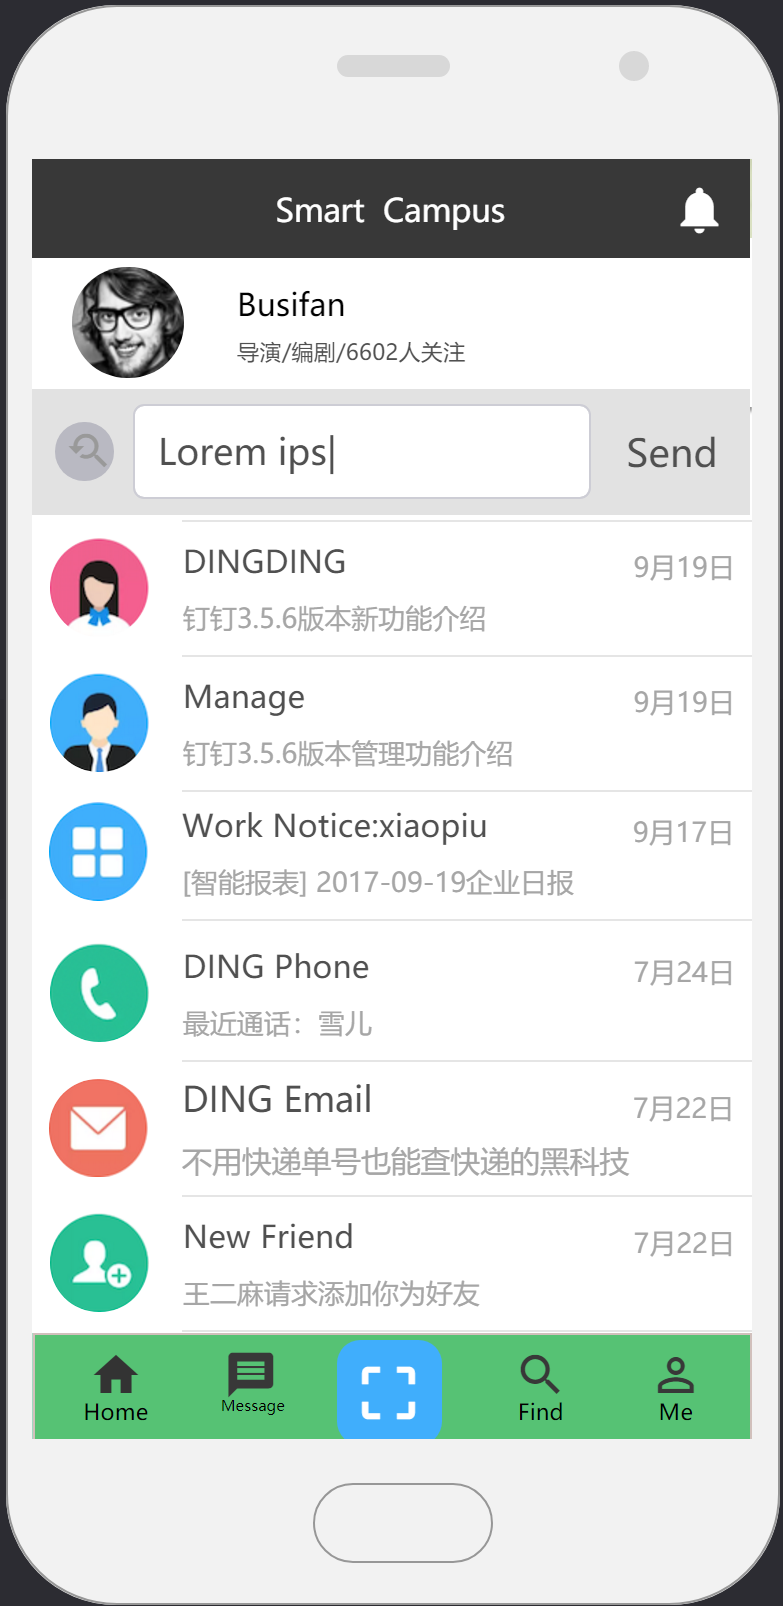 Smart Campus
Busifan
导演/编剧/6602人关注
Lorem ips
Send
DINGDING
9月19日
钉钉3.5.6版本新功能介绍
Manage
9月19日
钉钉3.5.6版本管理功能介绍
Work Notice:xiaopiu
9月17日
[智能报表] 2017-09-19企业日报
DING Phone
7月24日
最近通话：雪儿
DING Email
7月22日
不用快递单号也能查快递的黑科技
New Friend
7月22日
王二麻请求添加你为好友
Home
Message
Find
Me